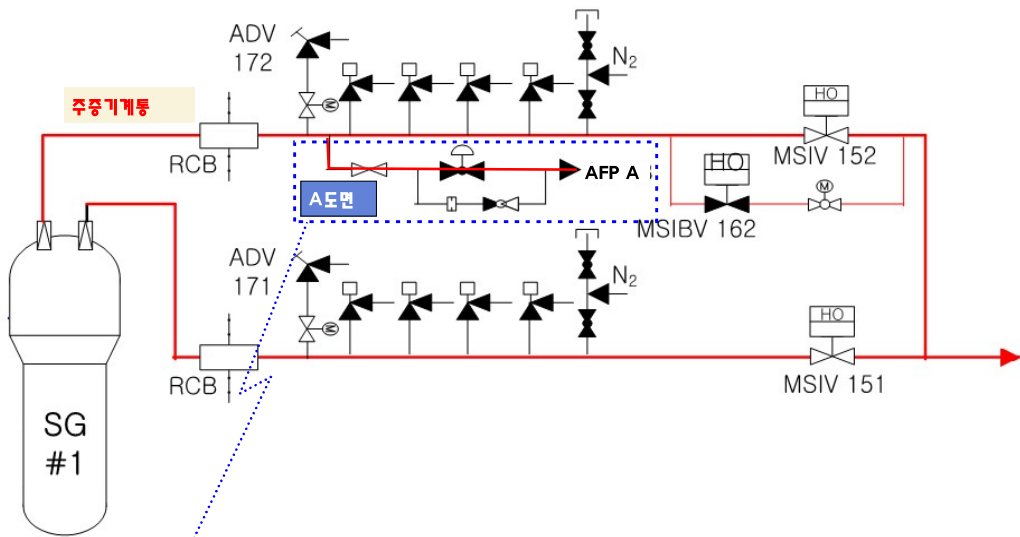 ADV
172
N2
HO
주증기계통
RCB
MSIV 152
HO
AFP A
A도면
M
M
MSIBV 162
ADV
171
N2
HO
M
RCB
MSIV 151
SG
#1